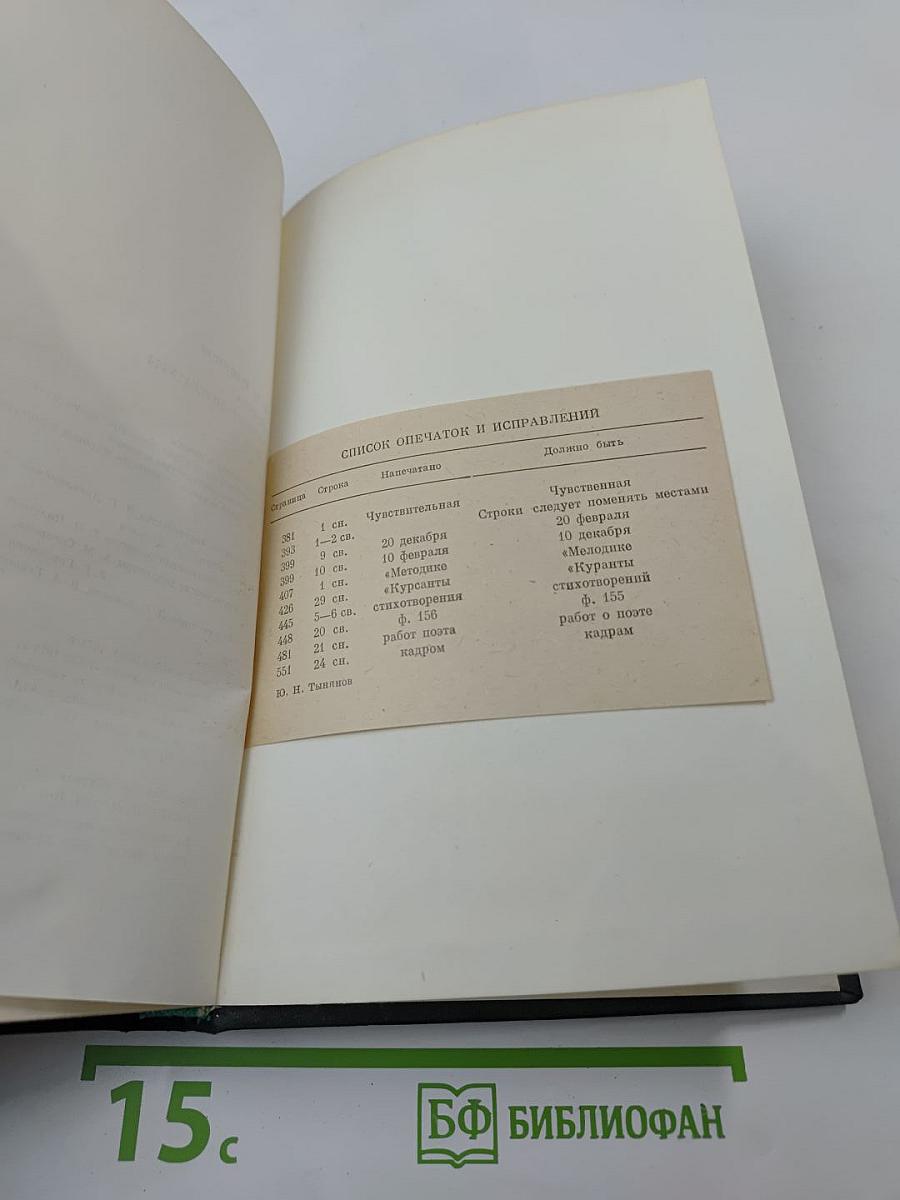 СПИСОК ОПЕЧАТОК И ИСПРАВЛЕНИЙ
Страница Строка Напечатано Должно быть
381 1 сн. Чувствительная Чувственная
393 1—2 св. Строки следует поменять местами
399 9 св. 20 декабря 20 февраля
399 10 св. 10 февраля 10 декабря
407 1 сн. «Методике «Мелодике
426 29 сн. «Курсанты «Куранты
445 5—6 св. стихотворения стихотворений
448 20 св. ф. 156 ф. 155
481 21 сн. работ поэта работ о поэте
551 24 сн. кадром кадрам
Ю. Н. Тынянов
15 с
БФ БИБЛИОФАН